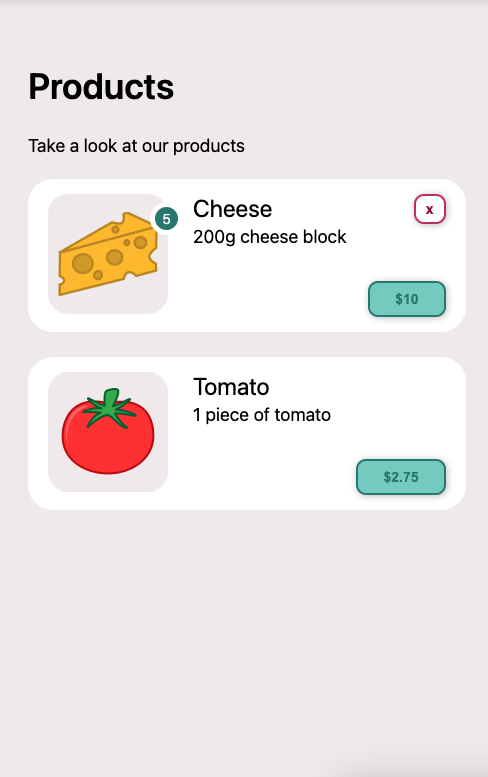 Products
Take a look at our products
5
Cheese
x
200g cheese block
$10
Tomato
1 piece of tomato
$2.75